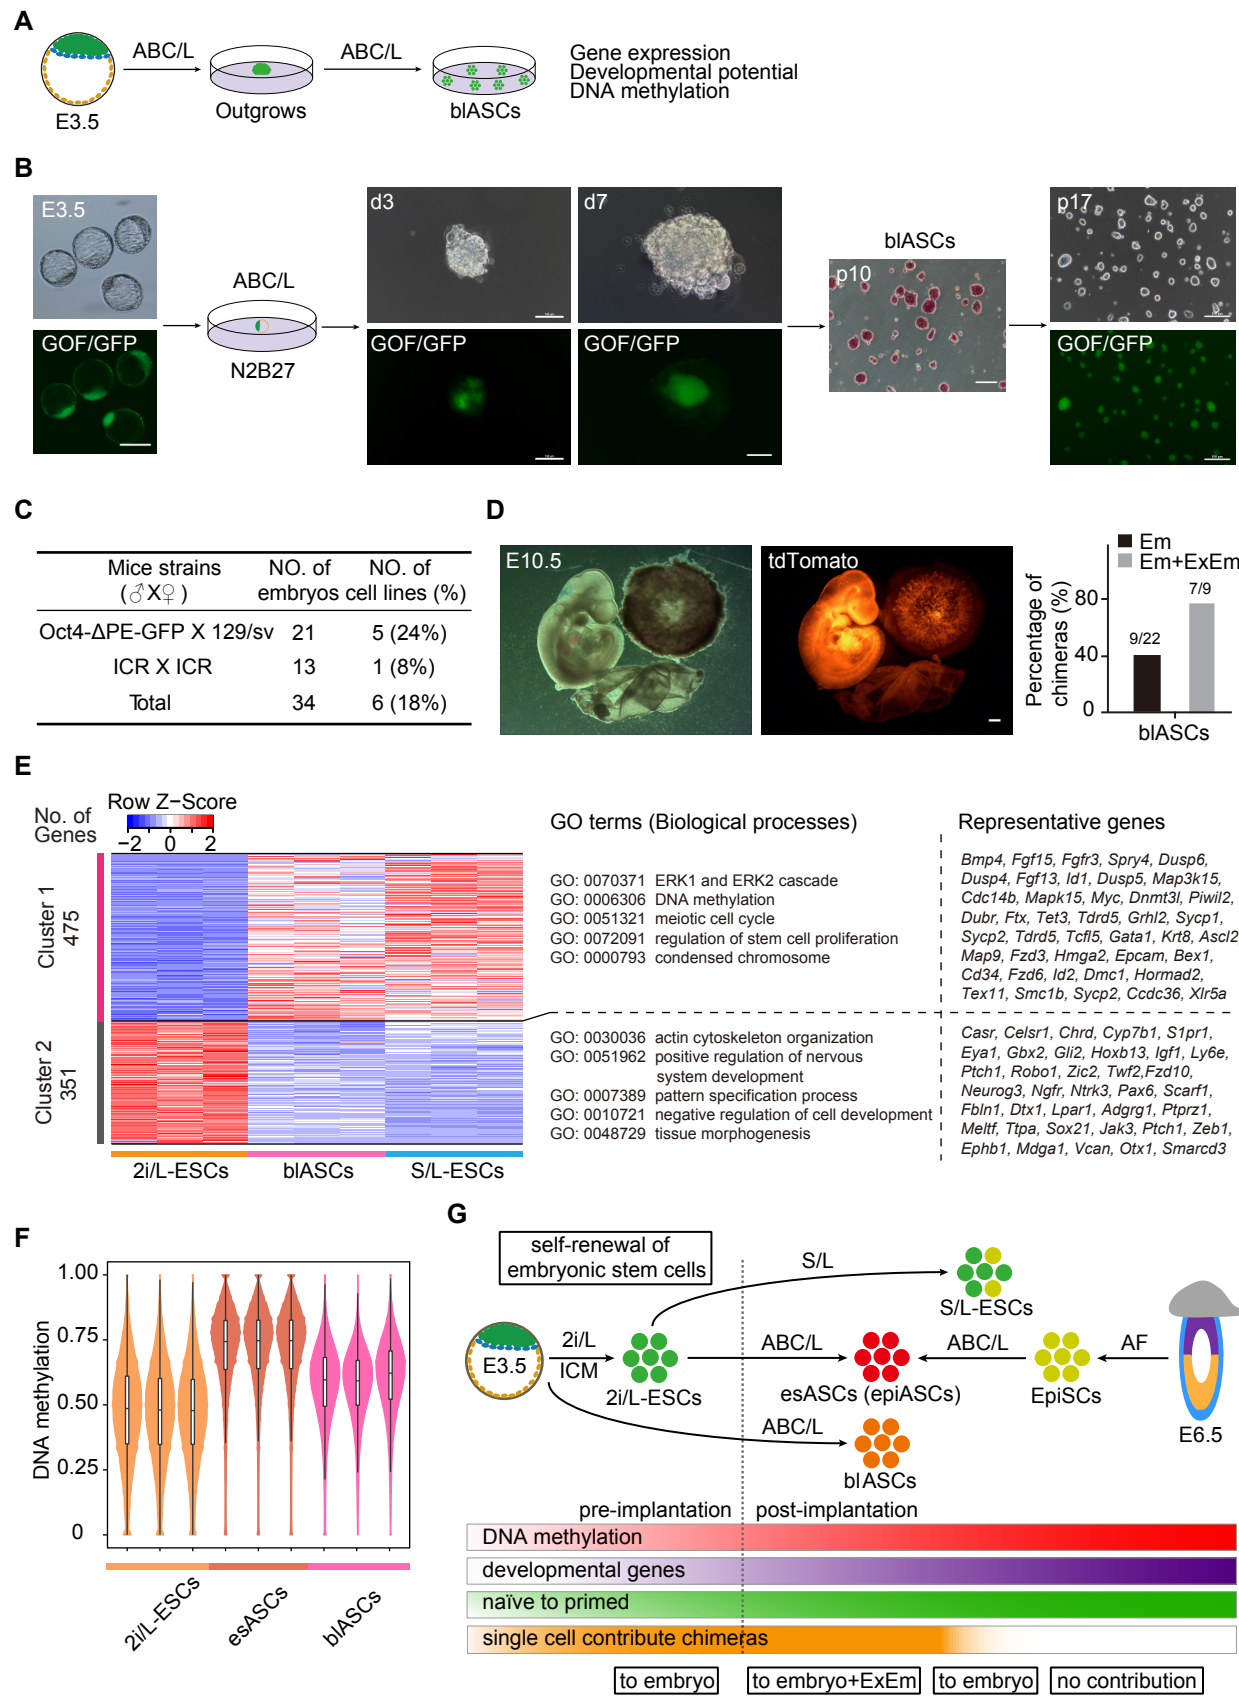 A
ABC/L
ABC/L
E3.5
Outgrows
blASCs
Gene expression
Developmental potential
DNA methylation
B
E3.5
GOF/GFP
ABC/L
N2B27
d3
GOF/GFP
d7
GOF/GFP
blASCs
p10
p17
GOF/GFP
C
Mice strains
(♂X♀)
NO. of
embryos
NO. of
cell lines (%)
Oct4-ΔPE-GFP X 129/sv 21 5 (24%)
ICR X ICR 13 1 (8%)
Total 34 6 (18%)
D
E10.5
tdTomato
Em
Em+ExEm
Percentage of
chimeras (%)
80
40
0
9/22
7/9
blASCs
E
No. of
Genes
Row Z−Score
−2 0 2
Cluster 1
475
Cluster 2
351
2i/L-ESCs
blASCs
S/L-ESCs
GO terms (Biological processes)
GO: 0070371 ERK1 and ERK2 cascade
GO: 0006306 DNA methylation
GO: 0051321 meiotic cell cycle
GO: 0072091 regulation of stem cell proliferation
GO: 0000793 condensed chromosome
GO: 0030036 actin cytoskeleton organization
GO: 0051962 positive regulation of nervous
system development
GO: 0007389 pattern specification process
GO: 0010721 negative regulation of cell development
GO: 0048729 tissue morphogenesis
Representative genes
Bmp4, Fgf15, Fgfr3, Spry4, Dusp6,
Dusp4, Fgf13, Id1, Dusp5, Map3k15,
Cdc14b, Mapk15, Myc, Dnmt3l, Piwil2,
Dubr, Ftx, Tet3, Tdrd5, Grhl2, Sycp1,
Sycp2, Tdrd5, Tcfl5, Gata1, Krt8, Ascl2
Map9, Fzd3, Hmga2, Epcam, Bex1,
Cd34, Fzd6, Id2, Dmc1, Hormad2,
Tex11, Smc1b, Sycp2, Ccdc36, Xlr5a
Casr, Celsr1, Chrd, Cyp7b1, S1pr1,
Eya1, Gbx2, Gli2, Hoxb13, Igf1, Ly6e,
Ptch1, Robo1, Zic2, Twf2,Fzd10,
Neurog3, Ngfr, Ntrk3, Pax6, Scarf1,
Fbln1, Dtx1, Lpar1, Adgrg1, Ptprz1,
Meltf, Ttpa, Sox21, Jak3, Ptch1, Zeb1,
Ephb1, Mdga1, Vcan, Otx1, Smarcd3
F
DNA methylation
1.00
0.75
0.50
0.25
0
2i/L-ESCs
esASCs
blASCs
G
self-renewal of
embryonic stem cells
S/L
S/L-ESCs
E3.5
2i/L
ICM
2i/L-ESCs
ABC/L
esASCs (epiASCs)
ABC/L
EpiSCs
AF
E6.5
ABC/L
blASCs
pre-implantation
post-implantation
DNA methylation
developmental genes
naïve to primed
single cell contribute chimeras
to embryo
to embryo+ExEm
to embryo
no contribution